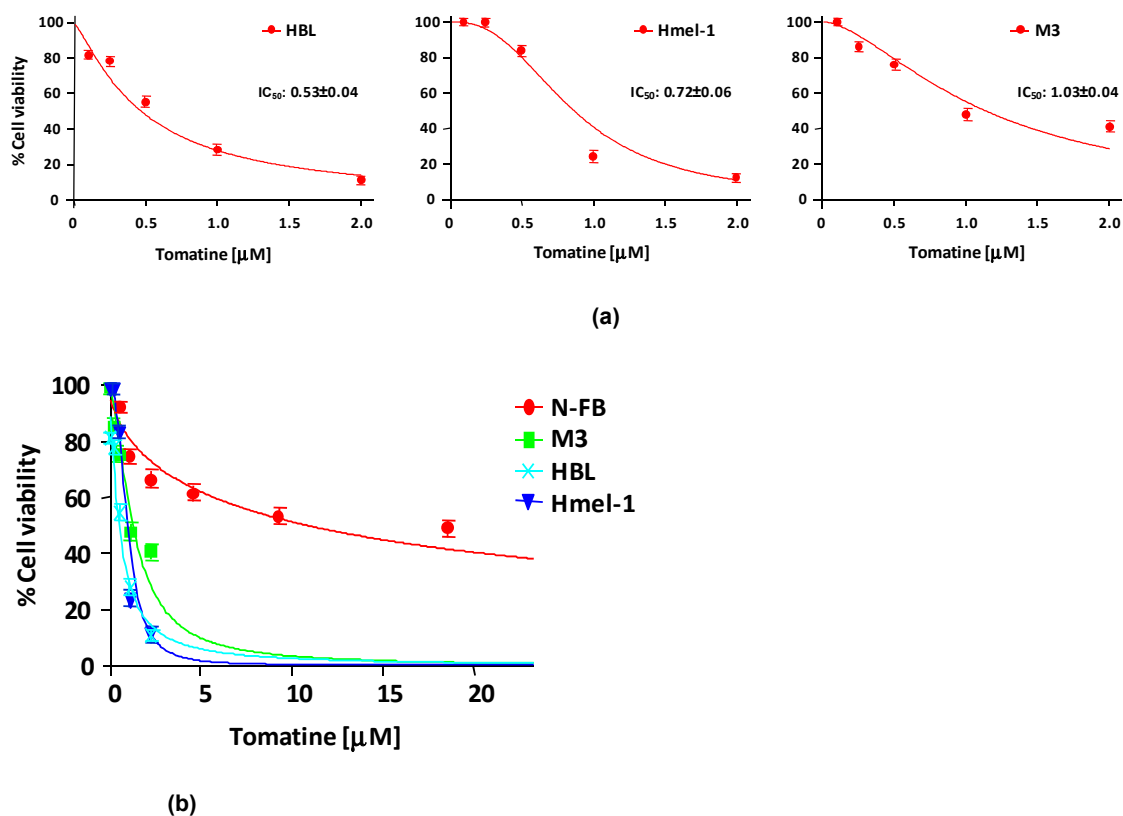 HBL
IC50: 0.53±0.04
% Cell viability
100
80
60
40
20
0
0
0.5
1.0
1.5
2.0
Tomatine [μM]
Hmel-1
IC50: 0.72±0.06
100
80
60
40
20
0
0
0.5
1.0
1.5
2.0
Tomatine [μM]
M3
IC50: 1.03±0.04
100
80
60
40
20
0
0
0.5
1.0
1.5
2.0
Tomatine [μM]
(a)
% Cell viability
100
80
60
40
20
0
0
5
10
15
20
Tomatine [μM]
N-FB
M3
HBL
Hmel-1
(b)